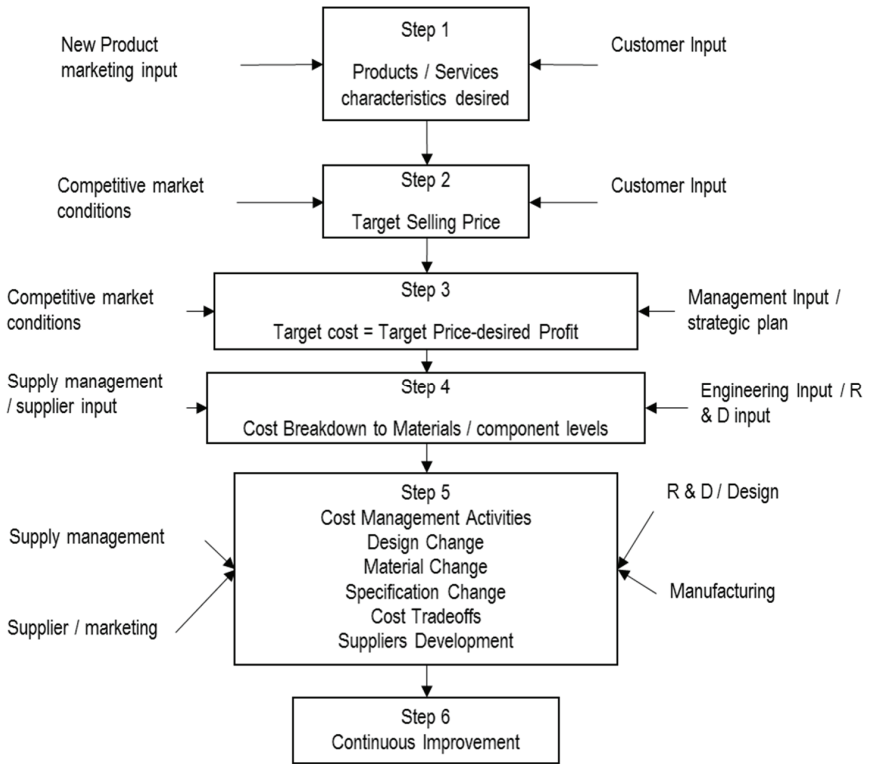 Step 1
New Product
marketing input
Products / Services
characteristics desired
Customer Input
Step 2
Competitive market
conditions
Target Selling Price
Customer Input
Step 3
Competitive market
conditions
Target cost = Target Price-desired Profit
Management Input /
strategic plan
Step 4
Supply management
/ supplier input
Cost Breakdown to Materials / component levels
Engineering Input / R
& D input
Step 5
Cost Management Activities
Design Change
Material Change
Specification Change
Cost Tradeoffs
Suppliers Development
Supply management
Supplier / marketing
R & D / Design
Manufacturing
Step 6
Continuous Improvement